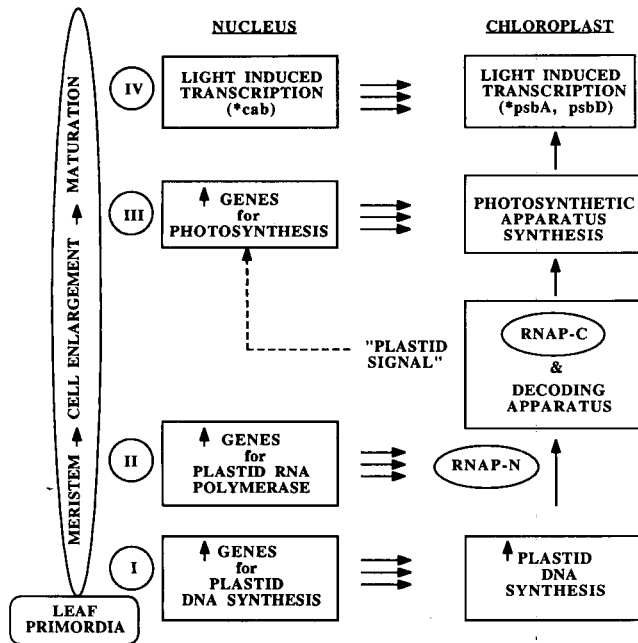 NUCLEUS
CHLOROPLAST
IV
LIGHT INDUCED
TRANSCRIPTION
(*cab)
LIGHT INDUCED
TRANSCRIPTION
(*psbA, psbD)
III
GENES
for
PHOTOSYNTHESIS
PHOTOSYNTHETIC
APPARATUS
SYNTHESIS
"PLASTID
SIGNAL"
RNAP-C
&
DECODING
APPARATUS
II
GENES
for
PLASTID RNA
POLYMERASE
RNAP-N
I
GENES
for
PLASTID
DNA SYNTHESIS
PLASTID
DNA
SYNTHESIS
MERISTEM CELL ENLARGEMENT MATURATION
LEAF
PRIMORDIA